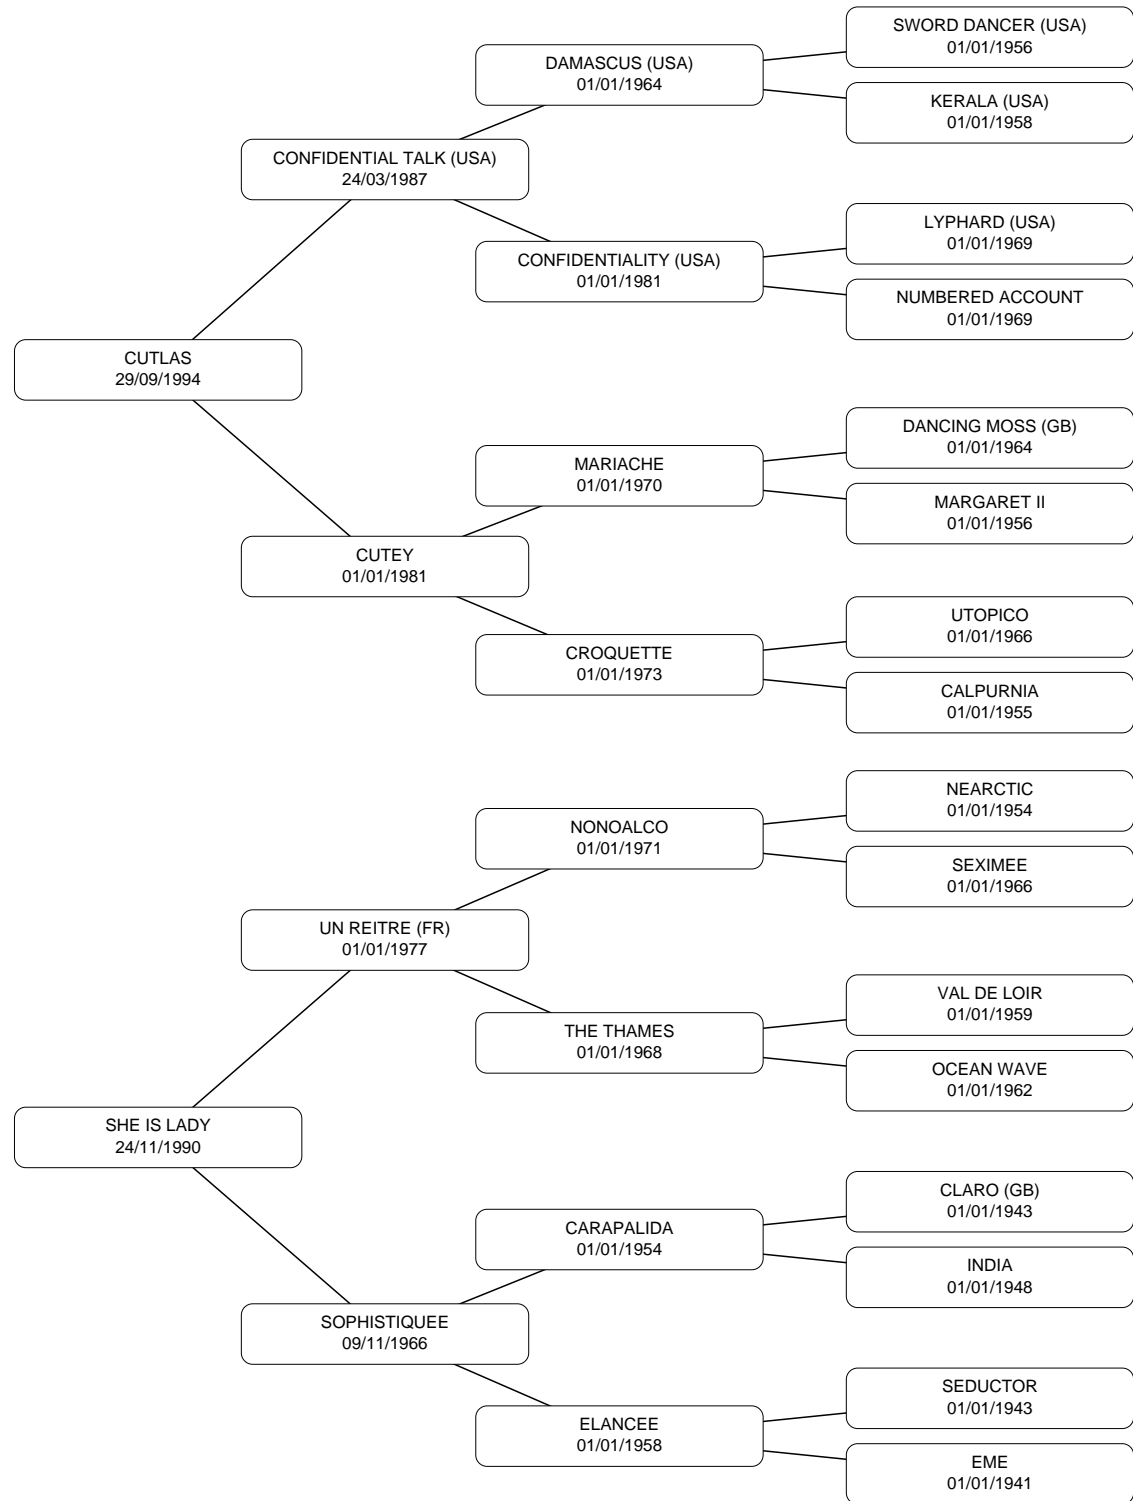 SWORD DANCER (USA)
01/01/1956
DAMASCUS (USA)
01/01/1964
KERALA (USA)
01/01/1958
CONFIDENTIAL TALK (USA)
24/03/1987
LYPHARD (USA)
01/01/1969
CONFIDENTIALITY (USA)
01/01/1981
NUMBERED ACCOUNT
01/01/1969
CUTLAS
29/09/1994
DANCING MOSS (GB)
01/01/1964
MARIACHE
01/01/1970
MARGARET II
01/01/1956
CUTEY
01/01/1981
UTOPICO
01/01/1966
CROQUETTE
01/01/1973
CALPURNIA
01/01/1955
NEARCTIC
01/01/1954
NONOALCO
01/01/1971
SEXIMEE
01/01/1966
UN REITRE (FR)
01/01/1977
VAL DE LOIR
01/01/1959
THE THAMES
01/01/1968
OCEAN WAVE
01/01/1962
SHE IS LADY
24/11/1990
CLARO (GB)
01/01/1943
CARAPALIDA
01/01/1954
INDIA
01/01/1948
SOPHISTIQUEE
09/11/1966
SEDUCTOR
01/01/1943
ELANCEE
01/01/1958
EME
01/01/1941